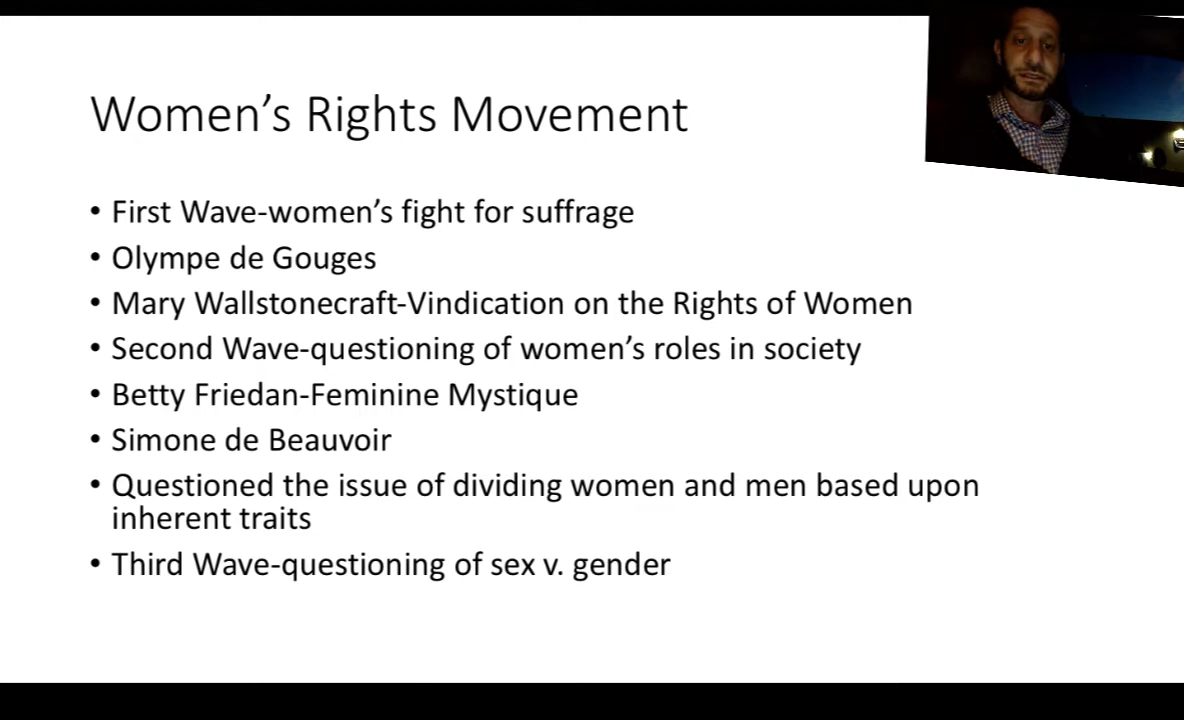 Women’s Rights Movement
• First Wave-women’s fight for suffrage
• Olympe de Gouges
• Mary Wallstonecraft-Vindication on the Rights of Women
• Second Wave-questioning of women’s roles in society
• Betty Friedan-Feminine Mystique
• Simone de Beauvoir
• Questioned the issue of dividing women and men based upon
inherent traits
• Third Wave-questioning of sex v. gender